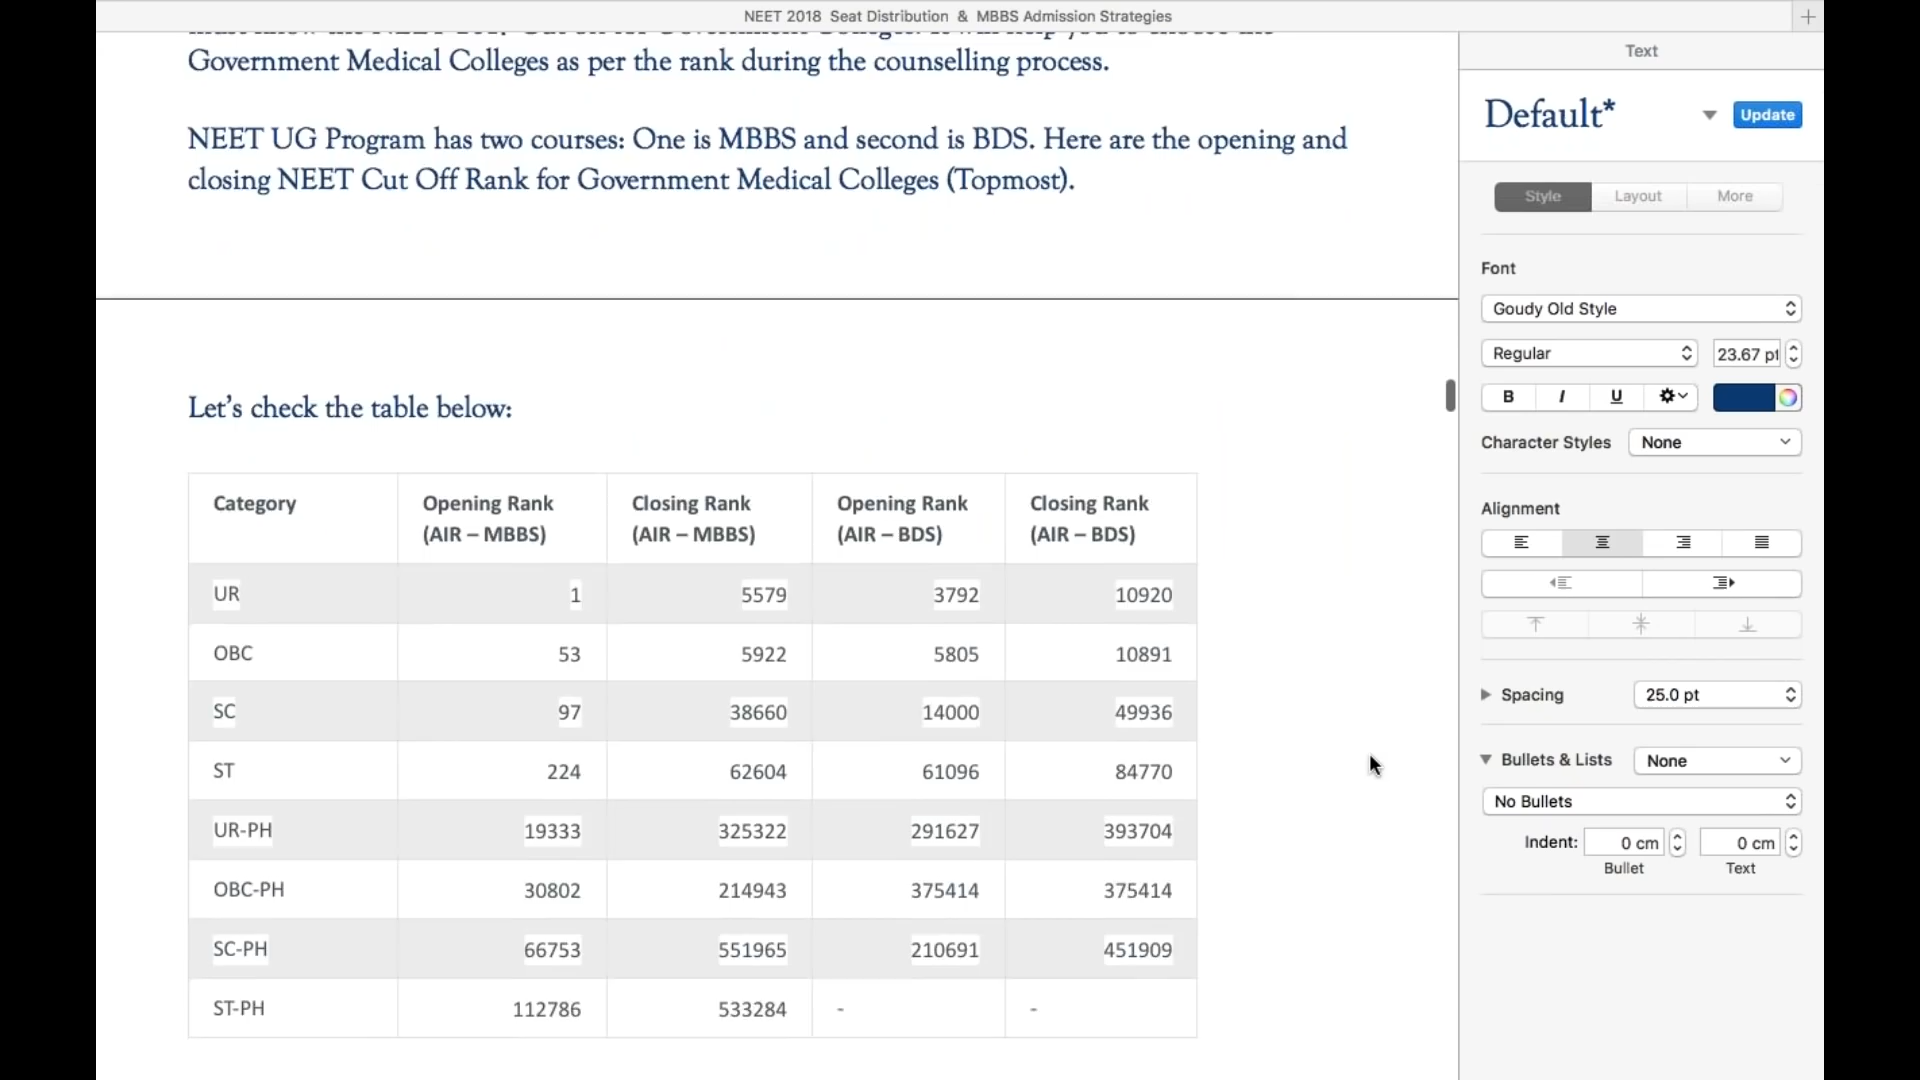 NEET 2018 Seat Distribution & MBBS Admission Strategies
Government Medical Colleges as per the rank during the counselling process.
NEET UG Program has two courses: One is MBBS and second is BDS. Here are the opening and
closing NEET Cut Off Rank for Government Medical Colleges (Topmost).
Let's check the table below:
Category Opening Rank (AIR – MBBS) Closing Rank (AIR – MBBS) Opening Rank (AIR – BDS) Closing Rank (AIR – BDS)
UR 1 5579 3792 10920
OBC 53 5922 5805 10891
SC 97 38660 14000 49936
ST 224 62604 61096 84770
UR-PH 19333 325322 291627 393704
OBC-PH 30802 214943 375414 375414
SC-PH 66753 551965 210691 451909
ST-PH 112786 533284 - -
Text
Default* Update
Style Layout More
Font
Goudy Old Style
Regular 23.67 pt
B I U
Character Styles None
Alignment
Spacing 25.0 pt
Bullets & Lists None
No Bullets
Indent: 0 cm 0 cm
Bullet Text